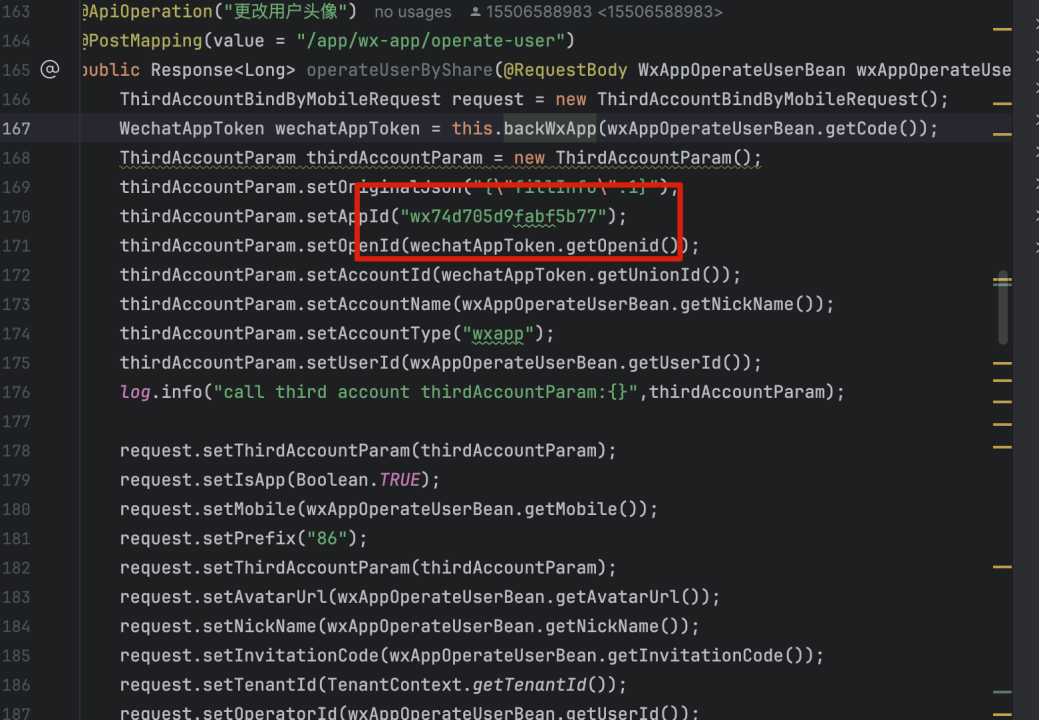 163 @ApiOperation("更改用户头像") no usages 15506588983 <15506588983>
164 @PostMapping(value = "/app/wx-app/operate-user")
165 @ public Response<Long> operateUserByShare(@RequestBody WxAppOperateUserBean wxAppOperateUse
166 ThirdAccountBindByMobileRequest request = new ThirdAccountBindByMobileRequest();
167 WechatAppToken wechatAppToken = this.backWxApp(wxAppOperateUserBean.getCode());
168 ThirdAccountParam thirdAccountParam = new ThirdAccountParam();
169 thirdAccountParam.setOriginalJson("{\"fillInfo\":1}");
170 thirdAccountParam.setAppId("wx74d705d9fabf5b77");
171 thirdAccountParam.setOpenId(wechatAppToken.getOpenid());
172 thirdAccountParam.setAccountId(wechatAppToken.getUnionId());
173 thirdAccountParam.setAccountName(wxAppOperateUserBean.getNickName());
174 thirdAccountParam.setAccountType("wxapp");
175 thirdAccountParam.setUserId(wxAppOperateUserBean.getUserId());
176 log.info("call third account thirdAccountParam:{}",thirdAccountParam);
177
178 request.setThirdAccountParam(thirdAccountParam);
179 request.setIsApp(Boolean.TRUE);
180 request.setMobile(wxAppOperateUserBean.getMobile());
181 request.setPrefix("86");
182 request.setThirdAccountParam(thirdAccountParam);
183 request.setAvatarUrl(wxAppOperateUserBean.getAvatarUrl());
184 request.setNickName(wxAppOperateUserBean.getNickName());
185 request.setInvitationCode(wxAppOperateUserBean.getInvitationCode());
186 request.setTenantId(TenantContext.getTenantId());
187 request.setOperatorId(wxAppOperateUserBean.getUserId());